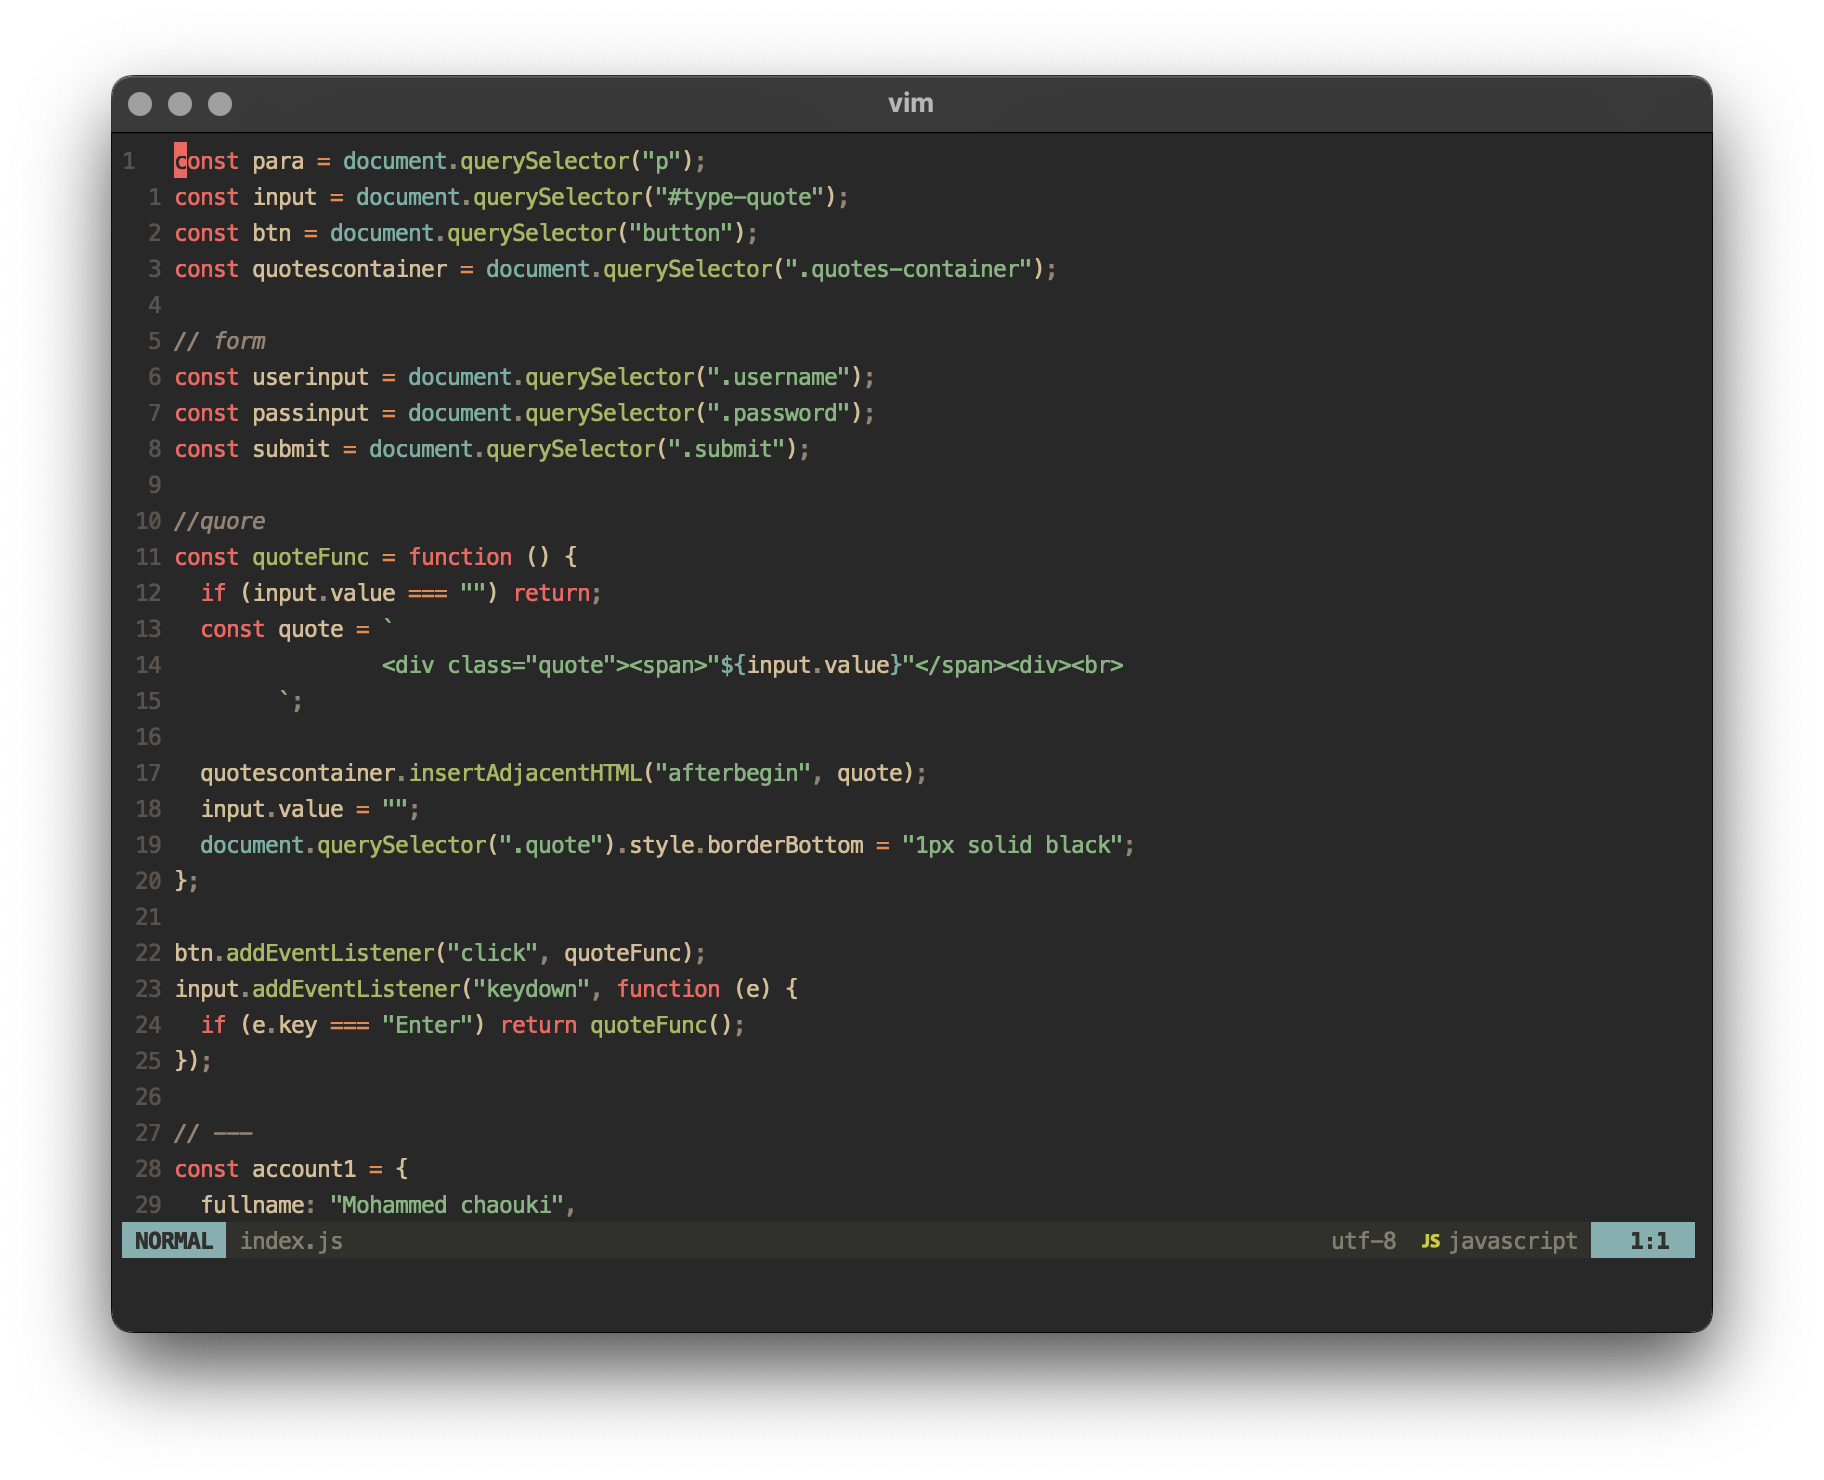 vim
1   const para = document.querySelector("p");
  1 const input = document.querySelector("#type-quote");
  2 const btn = document.querySelector("button");
  3 const quotescontainer = document.querySelector(".quotes-container");
  4
  5 // form
  6 const userinput = document.querySelector(".username");
  7 const passinput = document.querySelector(".password");
  8 const submit = document.querySelector(".submit");
  9
 10 //quore
 11 const quoteFunc = function () {
 12   if (input.value === "") return;
 13   const quote = `
 14                 <div class="quote"><span>"${input.value}"</span><div><br>
 15         `;
 16
 17   quotescontainer.insertAdjacentHTML("afterbegin", quote);
 18   input.value = "";
 19   document.querySelector(".quote").style.borderBottom = "1px solid black";
 20 };
 21
 22 btn.addEventListener("click", quoteFunc);
 23 input.addEventListener("keydown", function (e) {
 24   if (e.key === "Enter") return quoteFunc();
 25 });
 26
 27 // ---
 28 const account1 = {
 29   fullname: "Mohammed chaouki",
NORMAL index.js utf-8 JS javascript 1:1